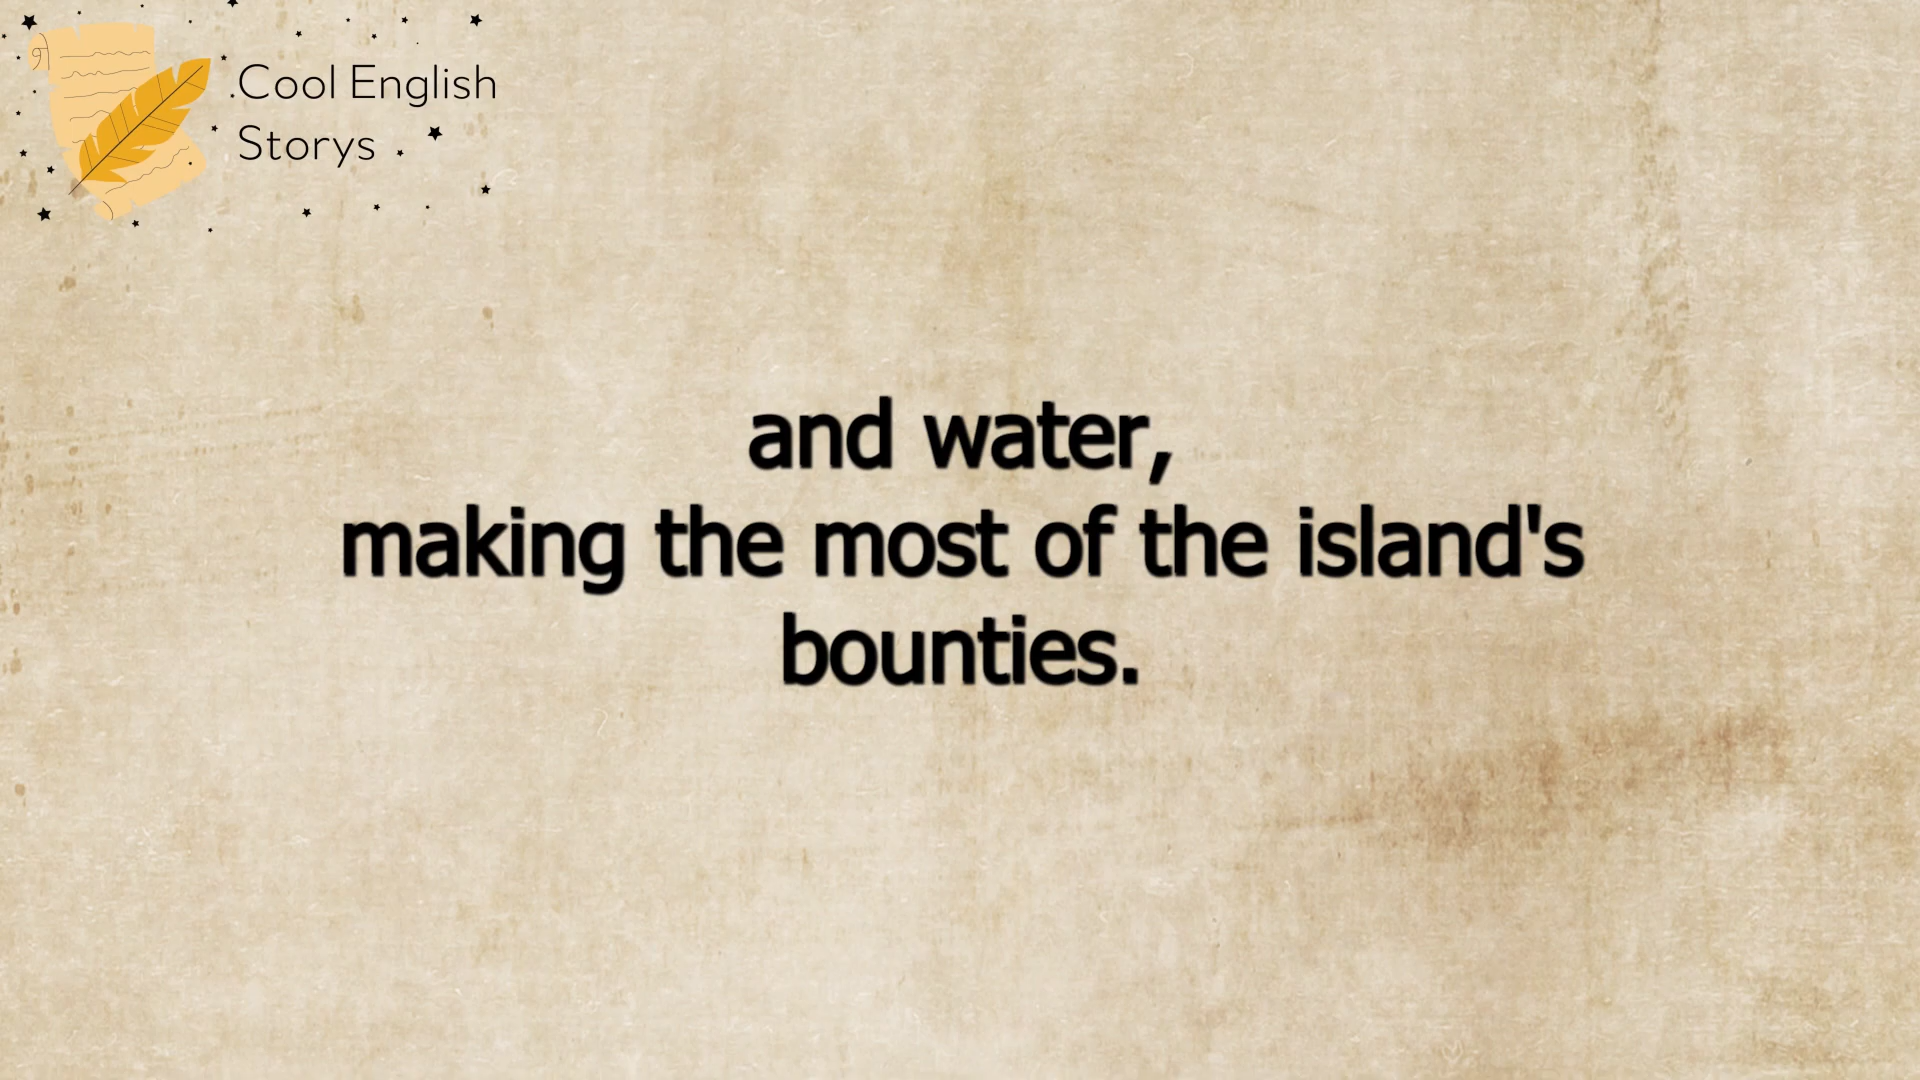 .Cool English
Storys
and water,
making the most of the island's
bounties.